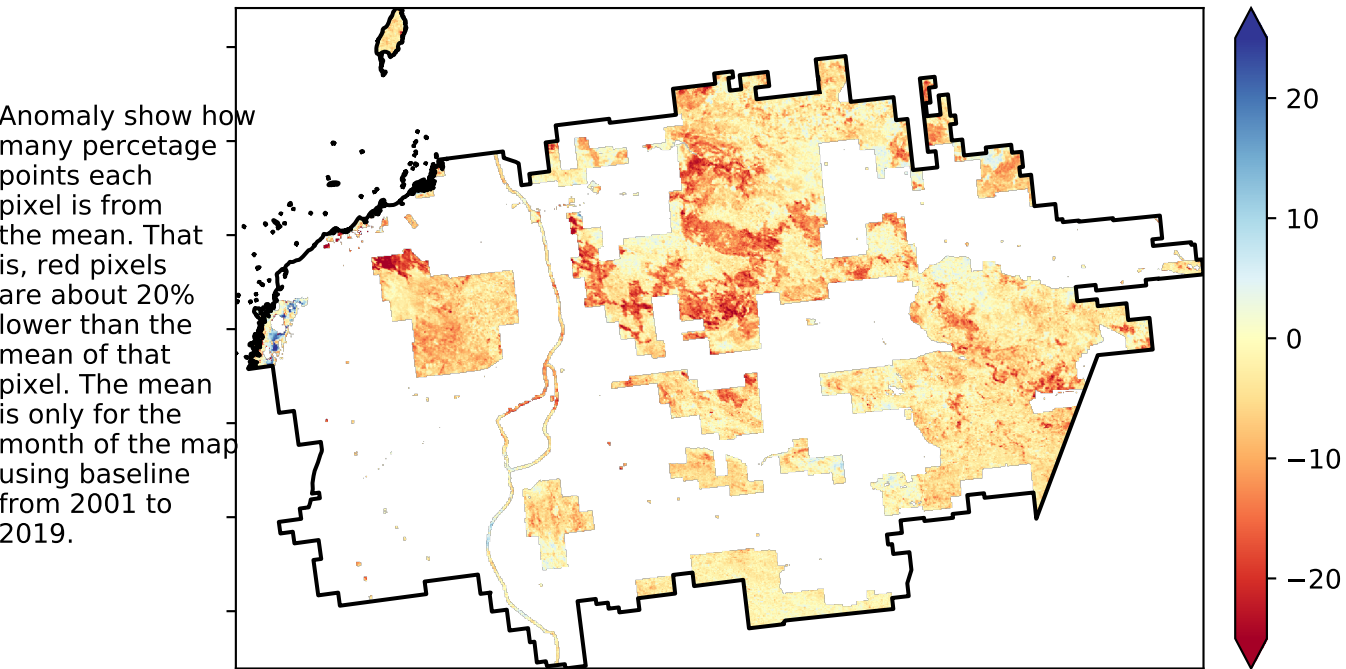 Anomaly show how
many percetage
points each
pixel is from
the mean. That
is, red pixels
are about 20%
lower than the
mean of that
pixel. The mean
is only for the
month of the map
using baseline
from 2001 to
2019.
20
10
0
−10
−20